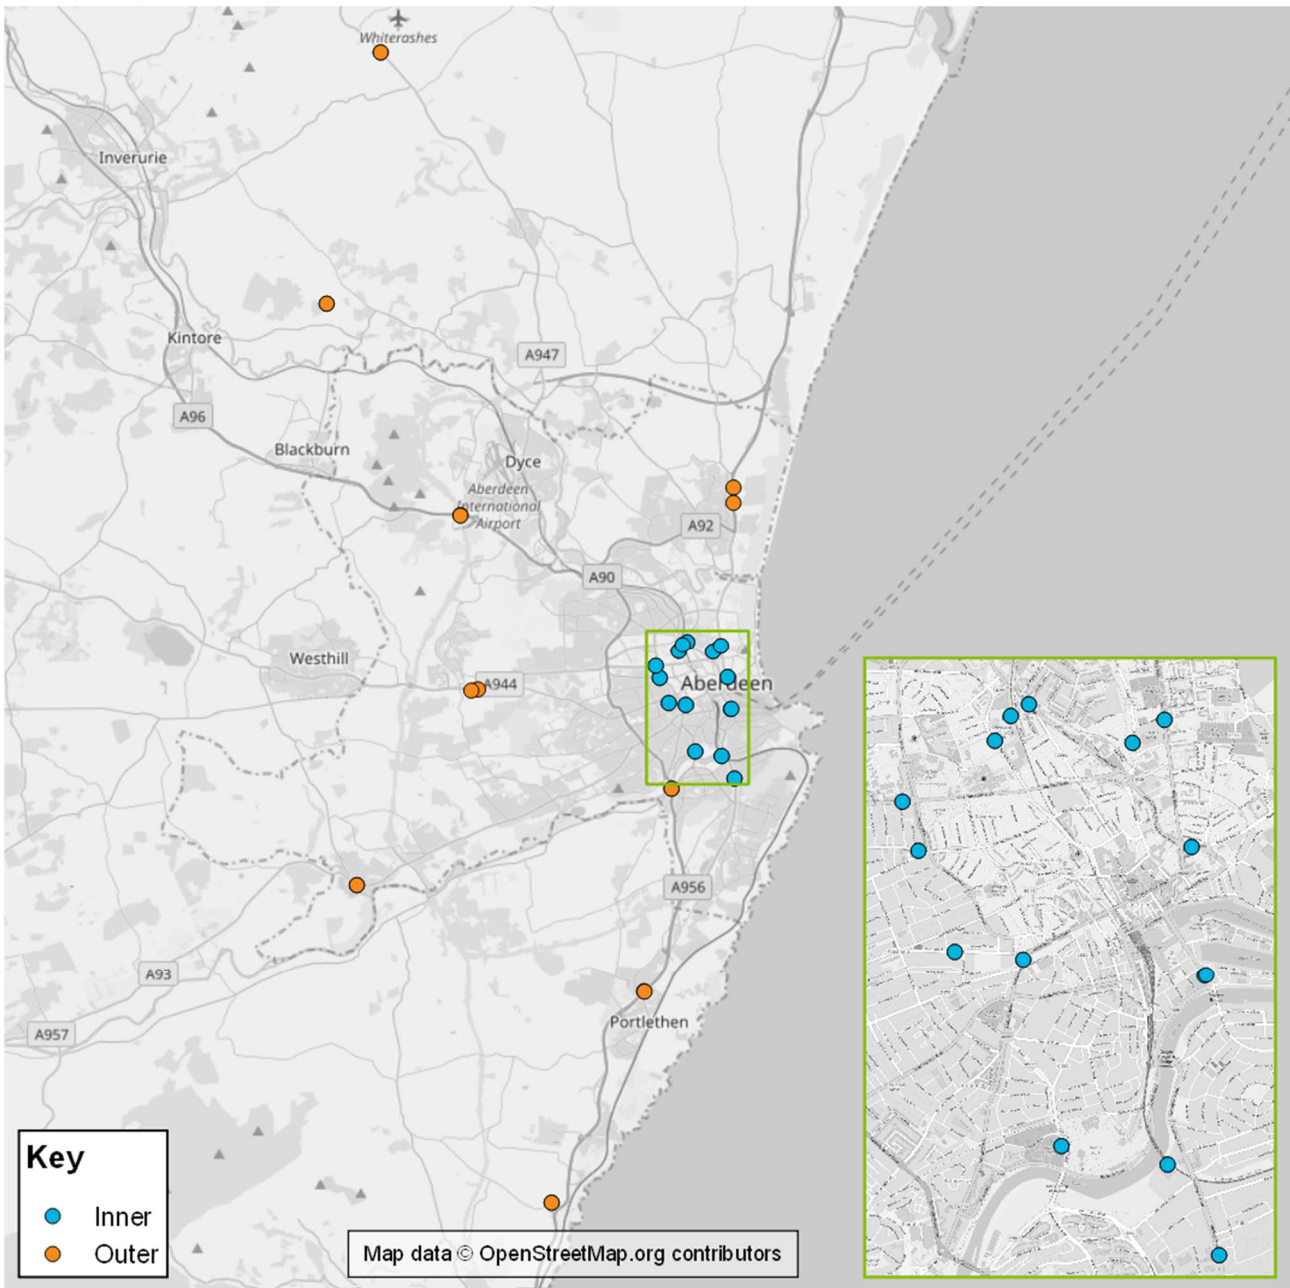 Whiterashes
Inverurie
Kintore
A947
A96
Blackburn
Dyce
Aberdeen
International
Airport
A92
A90
Westhill
A944
Aberdeen
A956
A93
A957
Portlethen
Key
Inner
Outer
Map data © OpenStreetMap.org contributors